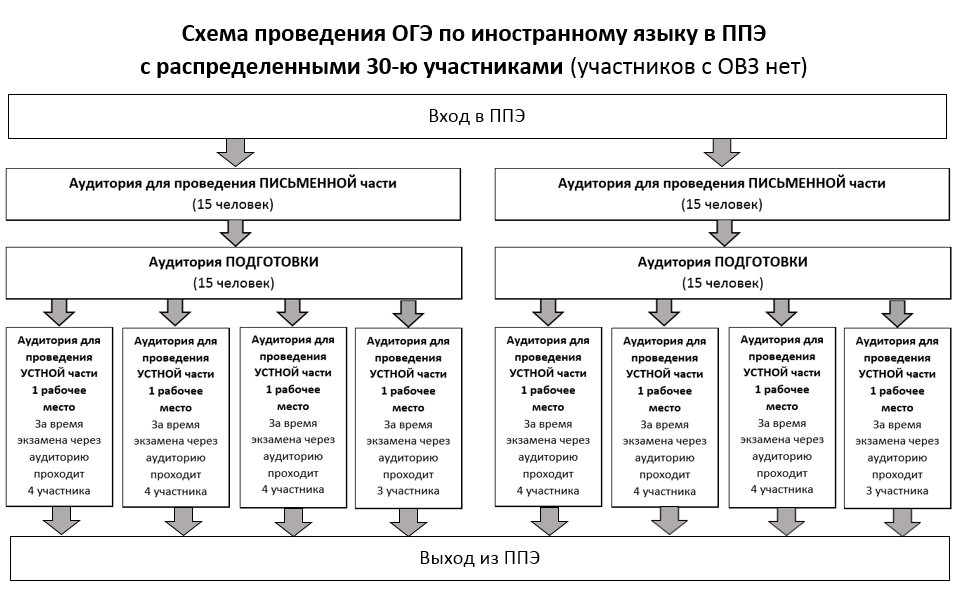 Схема проведения ОГЭ по иностранному языку в ППЭ
с распределенными 30-ю участниками (участников с ОВЗ нет)
Вход в ППЭ
Аудитория для проведения ПИСЬМЕННОЙ части
(15 человек)
Аудитория для проведения ПИСЬМЕННОЙ части
(15 человек)
Аудитория ПОДГОТОВКИ
(15 человек)
Аудитория ПОДГОТОВКИ
(15 человек)
Аудитория для
проведения
УСТНОЙ части
1 рабочее
место
За время
экзамена через
аудиторию
проходит
4 участника
Аудитория для
проведения
УСТНОЙ части
1 рабочее
место
За время
экзамена через
аудиторию
проходит
4 участника
Аудитория для
проведения
УСТНОЙ части
1 рабочее
место
За время
экзамена через
аудиторию
проходит
4 участника
Аудитория для
проведения
УСТНОЙ части
1 рабочее
место
За время
экзамена через
аудиторию
проходит
3 участника
Аудитория для
проведения
УСТНОЙ части
1 рабочее
место
За время
экзамена через
аудиторию
проходит
4 участника
Аудитория для
проведения
УСТНОЙ части
1 рабочее
место
За время
экзамена через
аудиторию
проходит
4 участника
Аудитория для
проведения
УСТНОЙ части
1 рабочее
место
За время
экзамена через
аудиторию
проходит
4 участника
Аудитория для
проведения
УСТНОЙ части
1 рабочее
место
За время
экзамена через
аудиторию
проходит
3 участника
Выход из ППЭ